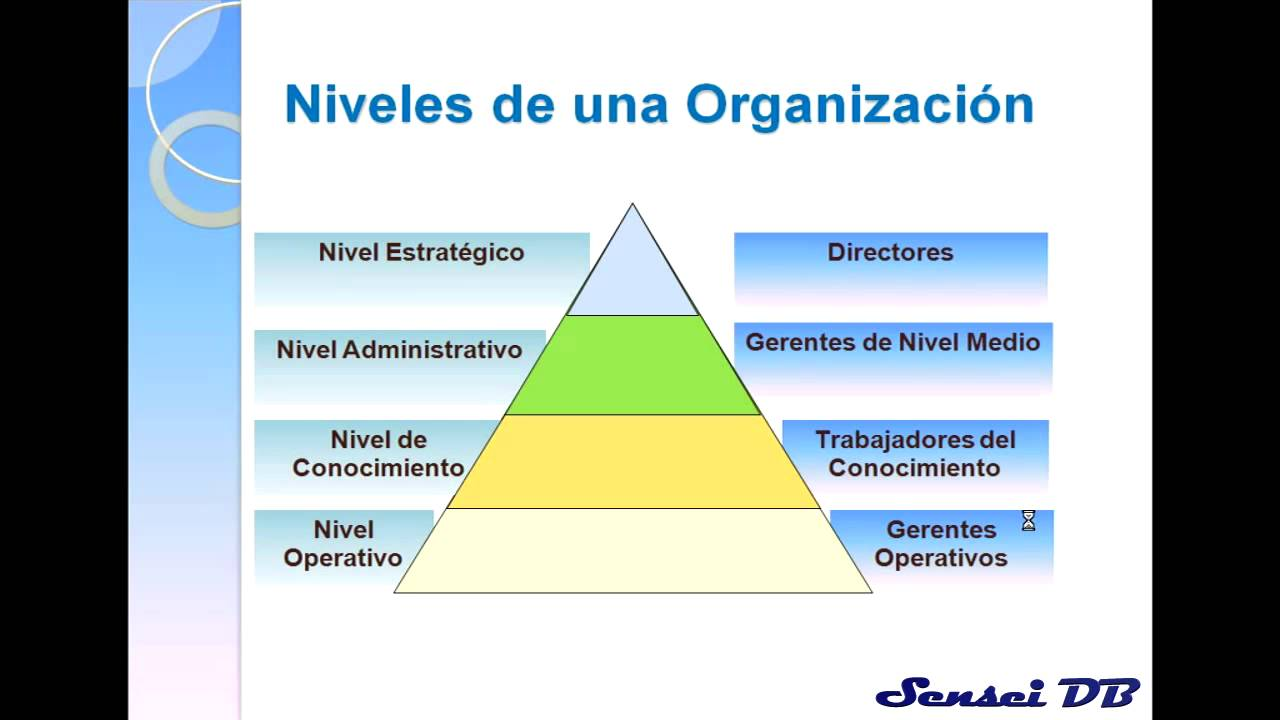 Niveles de una Organización
Nivel Estratégico
Directores
Nivel Administrativo
Gerentes de Nivel Medio
Nivel de
Conocimiento
Trabajadores del
Conocimiento
Nivel
Operativo
Gerentes
Operativos
Sensei DB